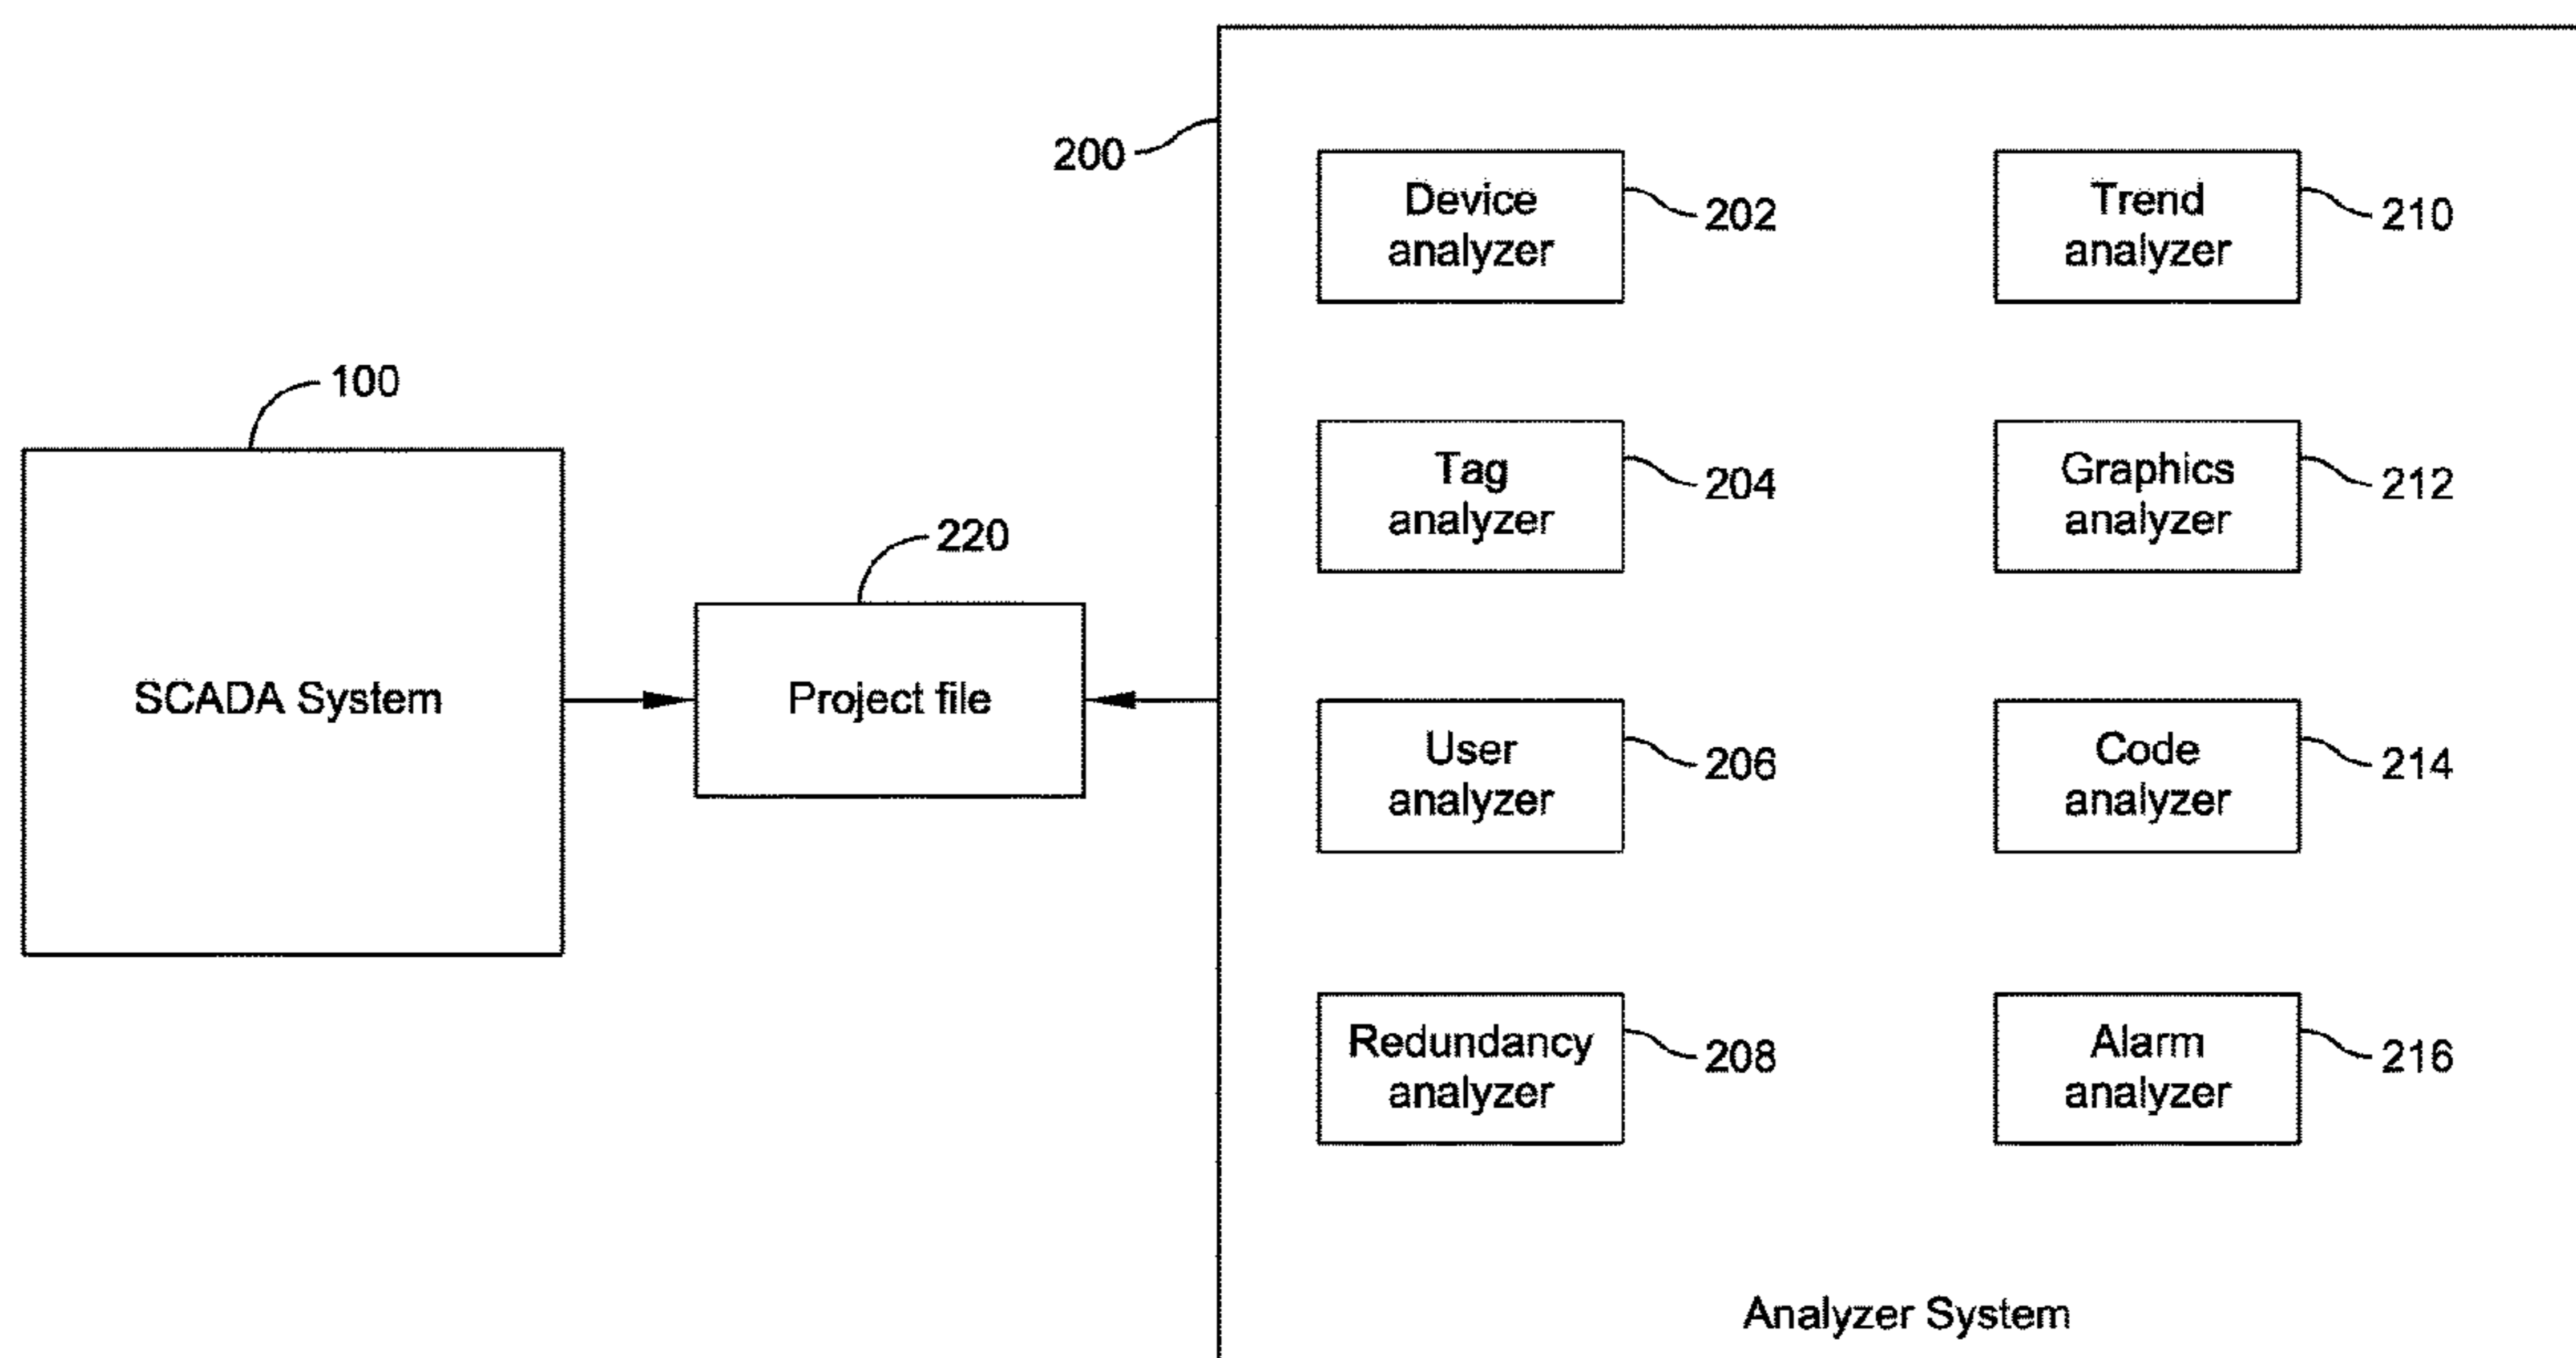 200
Device
analyzer
202
Trend
analyzer
210
100
SCADA System
220
Project file
Tag
analyzer
204
Graphics
analyzer
212
User
analyzer
206
Code
analyzer
214
Redundancy
analyzer
208
Alarm
analyzer
216
Analyzer System